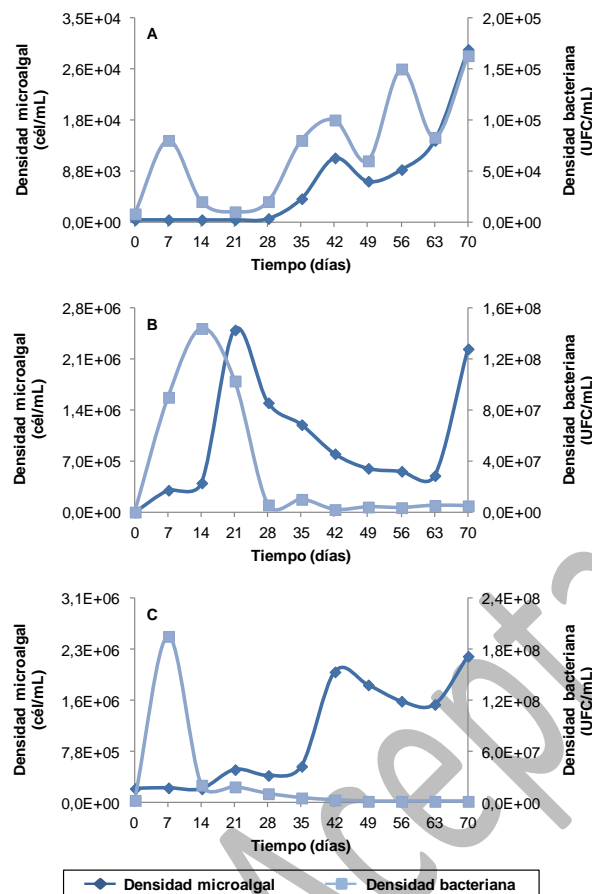 A
Densidad microalgal
(cél/mL)
3,5E+04
2,6E+04
1,8E+04
8,8E+03
0,0E+00
2,0E+05
1,5E+05
1,0E+05
5,0E+04
0,0E+00
Densidad bacteriana
(UFC/mL)
0 7 14 21 28 35 42 49 56 63 70
Tiempo (días)
B
Densidad microalgal
(cél/mL)
2,8E+06
2,1E+06
1,4E+06
7,0E+05
0,0E+00
1,6E+08
1,2E+08
8,0E+07
4,0E+07
0,0E+00
Densidad bacteriana
(UFC/mL)
0 7 14 21 28 35 42 49 56 63 70
Tiempo (días)
C
Densidad microalgal
(cél/mL)
3,1E+06
2,3E+06
1,6E+06
7,8E+05
0,0E+00
2,4E+08
1,8E+08
1,2E+08
6,0E+07
0,0E+00
Densidad bacteriana
(UFC/mL)
0 7 14 21 28 35 42 49 56 63 70
Tiempo (días)
Densidad microalgal Densidad bacteriana
Acepta